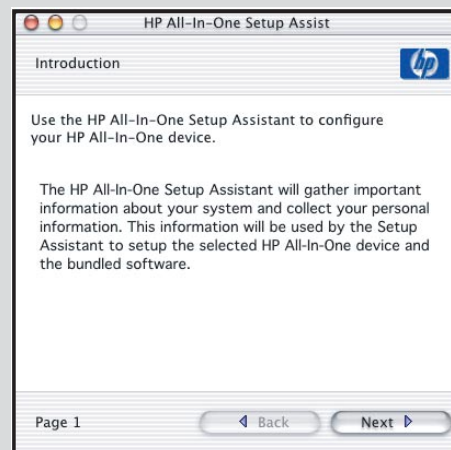 HP All-In-One Setup Assist
Introduction
hp
Use the HP All-In-One Setup Assistant to configure
your HP All-In-One device.
The HP All-In-One Setup Assistant will gather important
information about your system and collect your personal
information. This information will be used by the Setup
Assistant to setup the selected HP All-In-One device and
the bundled software.
Page 1
Back
Next